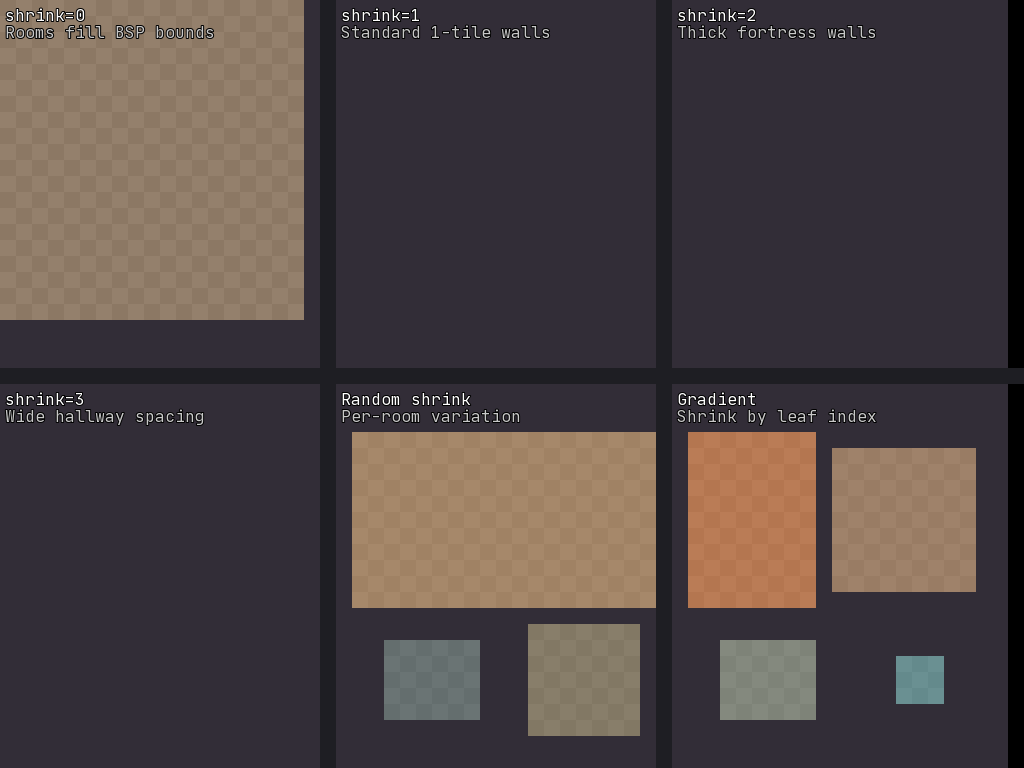 shrink=0
Rooms fill BSP bounds
shrink=1
Standard 1-tile walls
shrink=2
Thick fortress walls
shrink=3
Wide hallway spacing
Random shrink
Per-room variation
Gradient
Shrink by leaf index